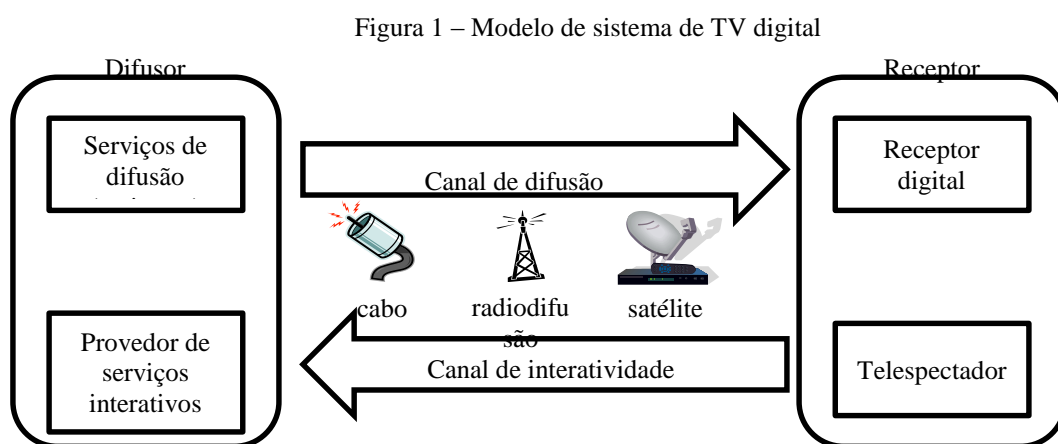 Figura 1 – Modelo de sistema de TV digital
Difusor
Receptor
Serviços de
difusão
Receptor
digital
Canal de difusão
cabo
radiodifu
são
satélite
Provedor de
serviços
interativos
Canal de interatividade
Telespectador